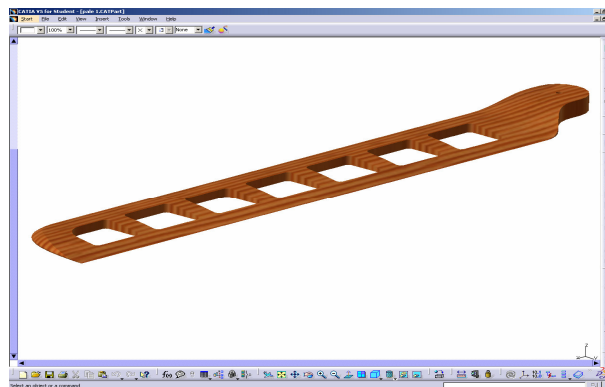 CATIA V5 for Student - [pale 1.CATPart]
Start File Edit View Insert Tools Window Help
100% None
Select an object or a command